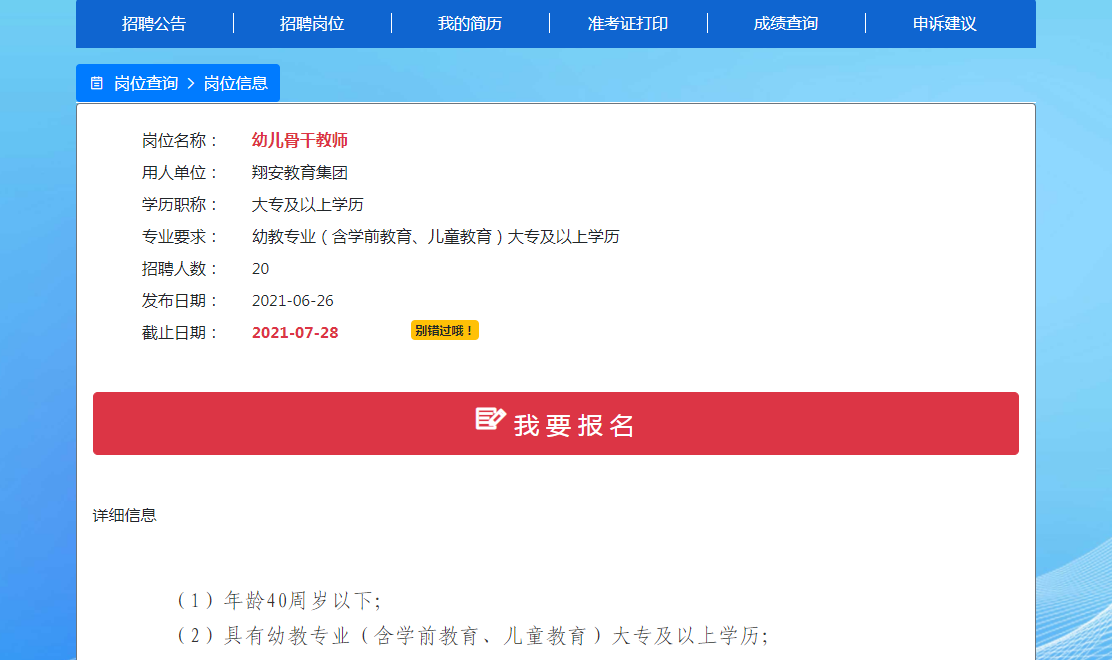 招聘公告 招聘岗位 我的简历 准考证打印 成绩查询 申诉建议
岗位查询 > 岗位信息
岗位名称： 幼儿骨干教师
用人单位： 翔安教育集团
学历职称： 大专及以上学历
专业要求： 幼教专业（含学前教育、儿童教育）大专及以上学历
招聘人数： 20
发布日期： 2021-06-26
截止日期： 2021-07-28 别错过哦！
我要报名
详细信息
（1）年龄40周岁以下；
（2）具有幼教专业（含学前教育、儿童教育）大专及以上学历；